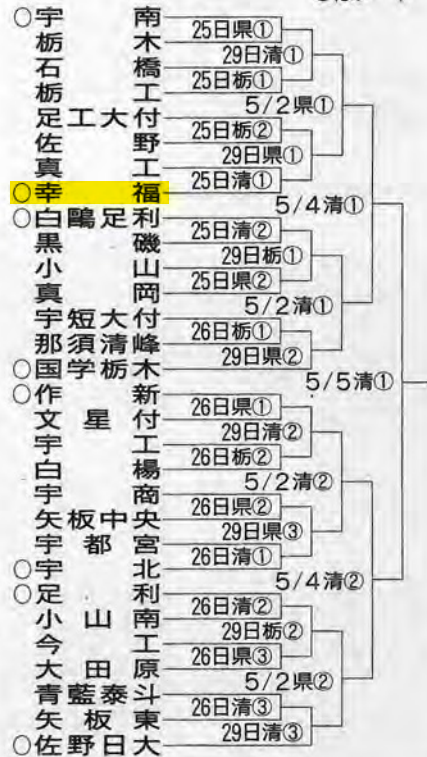 ○宇南
25日県①
栃木
29日清①
石橋
25日栃①
栃工
5/2県①
足工大付
25日栃②
佐野
29日県①
真工
25日清①
○幸福
5/4清①
○白鷗足利
25日清②
黒磯
29日栃①
小山
25日県②
真岡
5/2清①
宇短大付
26日栃①
那須清峰
29日県②
○国学栃木
5/5清①
○作新
26日県①
文星付
29日清②
宇工
26日栃②
白楊
5/2清②
宇商
26日県②
矢板中央
29日県③
宇都宮
26日清①
○宇北
5/4清②
○足利
26日清②
小山南
29日栃②
今工
26日県③
大田原
5/2県②
青藍泰斗
26日清③
矢板東
29日清③
○佐野日大